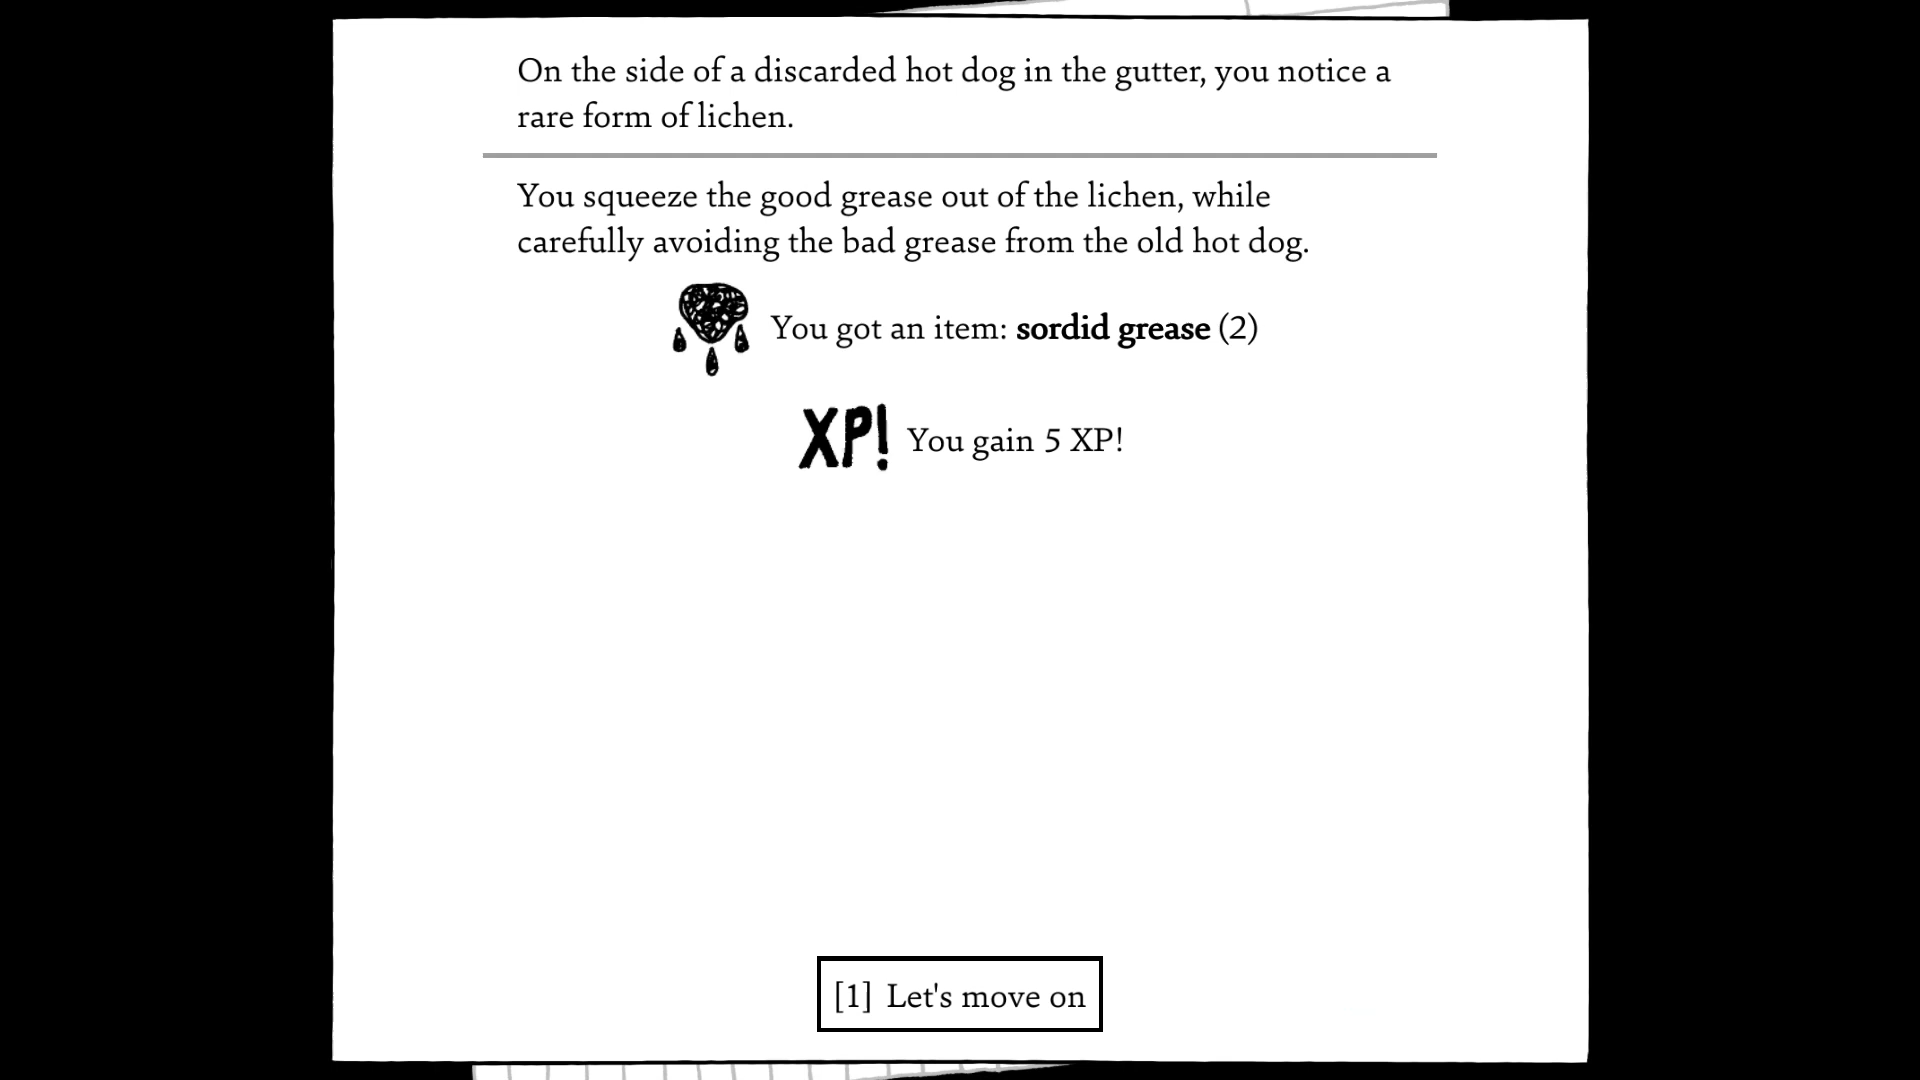 On the side of a discarded hot dog in the gutter, you notice a
rare form of lichen.
You squeeze the good grease out of the lichen, while
carefully avoiding the bad grease from the old hot dog.
You got an item: sordid grease (2)
XP! You gain 5 XP!
[1] Let's move on